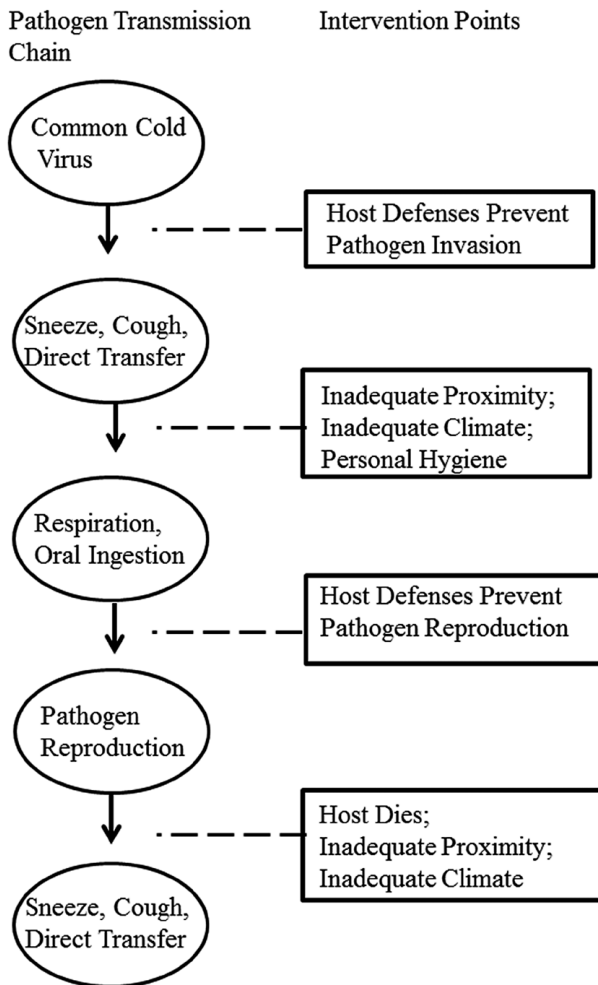 Pathogen Transmission
Chain
Intervention Points
Common Cold
Virus
Host Defenses Prevent
Pathogen Invasion
Sneeze, Cough,
Direct Transfer
Inadequate Proximity;
Inadequate Climate;
Personal Hygiene
Respiration,
Oral Ingestion
Host Defenses Prevent
Pathogen Reproduction
Pathogen
Reproduction
Host Dies;
Inadequate Proximity;
Inadequate Climate
Sneeze, Cough,
Direct Transfer